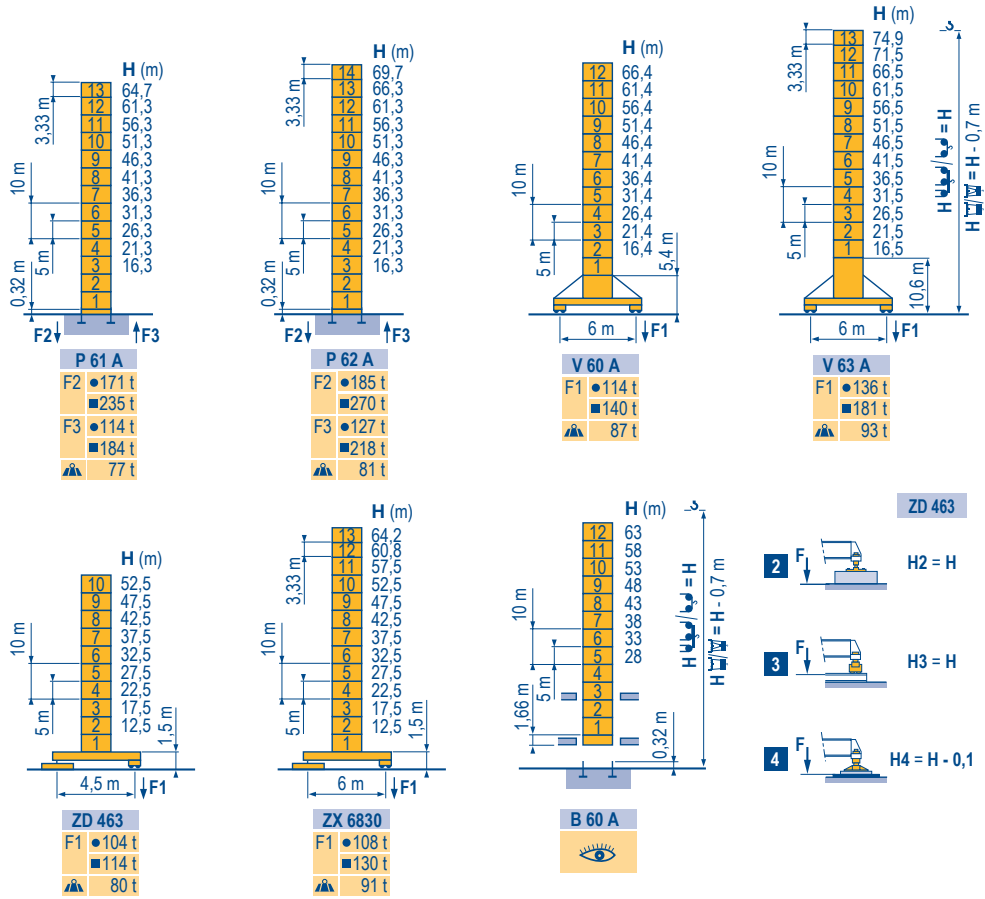 H (m)
13 64,7
12 61,3
11 56,3
10 51,3
9 46,3
8 41,3
7 36,3
6 31,3
5 26,3
4 21,3
3 16,3
2
1
3,33 m
10 m
5 m
0,32 m
F2 F3
P 61 A
F2 ●171 t
■235 t
F3 ●114 t
■184 t
77 t
H (m)
14 69,7
13 66,3
12 61,3
11 56,3
10 51,3
9 46,3
8 41,3
7 36,3
6 31,3
5 26,3
4 21,3
3 16,3
2
1
3,33 m
10 m
5 m
0,32 m
F2 F3
P 62 A
F2 ●185 t
■270 t
F3 ●127 t
■218 t
81 t
H (m)
12 66,4
11 61,4
10 56,4
9 51,4
8 46,4
7 41,4
6 36,4
5 31,4
4 26,4
3 21,4
2 16,4
1
10 m
5 m
5,4 m
6 m F1
V 60 A
F1 ●114 t
■140 t
87 t
H (m)
13 74,9
12 71,5
11 66,5
10 61,5
9 56,5
8 51,5
7 46,5
6 41,5
5 36,5
4 31,5
3 26,5
2 21,5
1 16,5
3,33 m
10 m
5 m
10,6 m
H / = H
H / = H - 0,7 m
6 m F1
V 63 A
F1 ●136 t
■181 t
93 t
H (m)
10 52,5
9 47,5
8 42,5
7 37,5
6 32,5
5 27,5
4 22,5
3 17,5
2 12,5
1
10 m
5 m
1,5 m
4,5 m F1
ZD 463
F1 ●104 t
■114 t
80 t
H (m)
13 64,2
12 60,8
11 57,5
10 52,5
9 47,5
8 42,5
7 37,5
6 32,5
5 27,5
4 22,5
3 17,5
2 12,5
1
3,33 m
10 m
5 m
1,5 m
6 m F1
ZX 6830
F1 ●108 t
■130 t
91 t
H (m)
12 63
11 58
10 53
9 48
8 43
7 38
6 33
5 28
4
3
2
1
10 m
5 m
1,66 m
0,32 m
H / = H
H / = H - 0,7 m
B 60 A
ZD 463
2 F H2 = H
3 F H3 = H
4 F H4 = H - 0,1